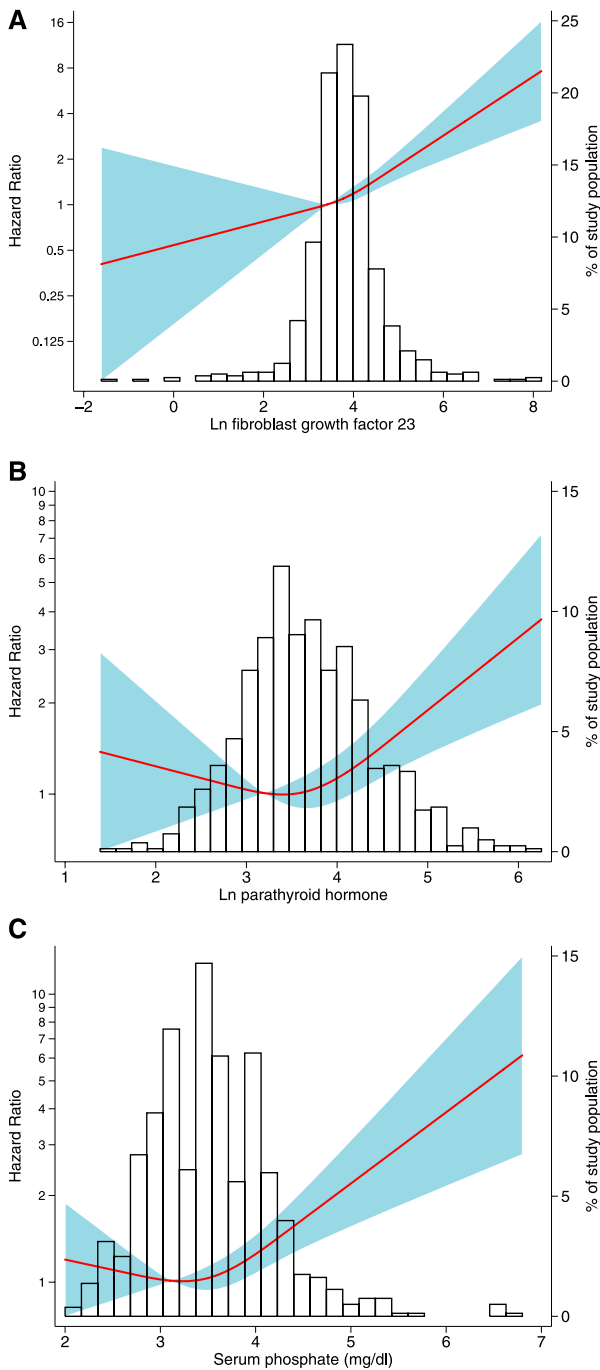 A
16
8
4
2
1
0.5
0.25
0.125
Hazard Ratio
25
20
15
10
5
0
% of study population
−2 0 2 4 6 8
Ln fibroblast growth factor 23
B
10
9
8
7
6
5
4
3
2
1
Hazard Ratio
15
10
5
0
% of study population
1 2 3 4 5 6
Ln parathyroid hormone
C
10
9
8
7
6
5
4
3
2
1
Hazard Ratio
15
10
5
0
% of study population
2 3 4 5 6 7
Serum phosphate (mg/dl)